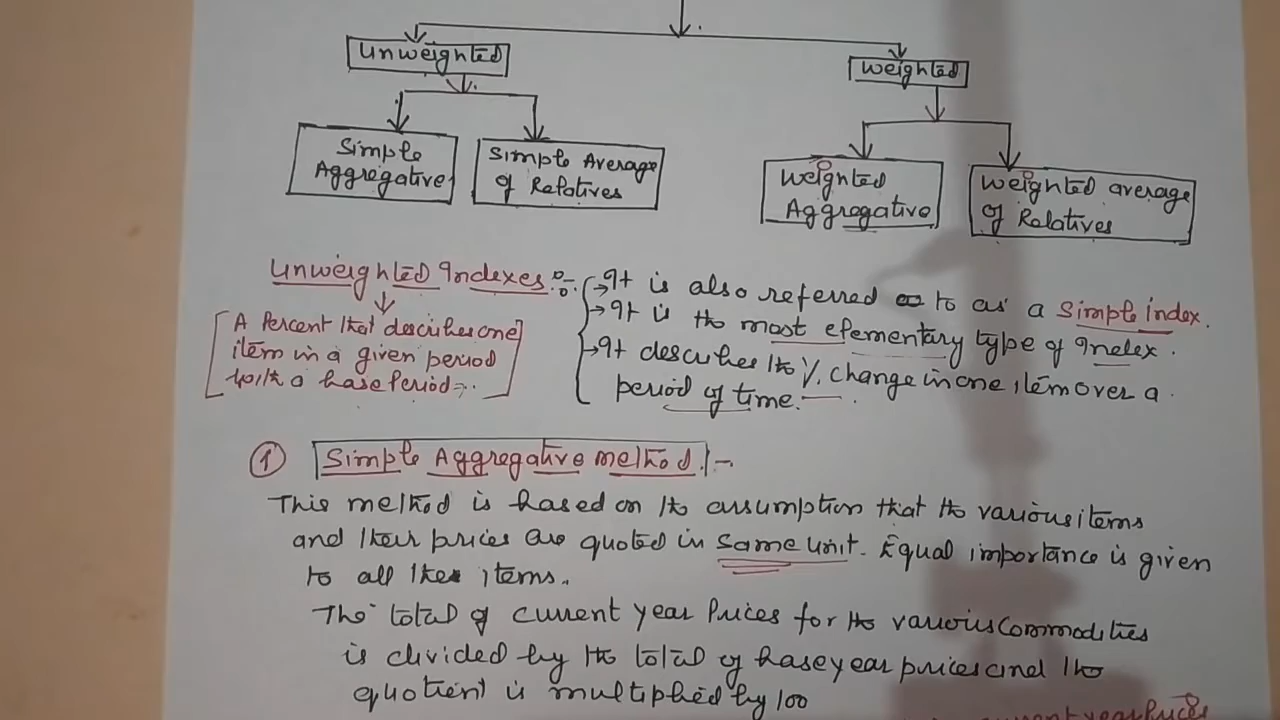 Unweighted
Weighted
Simple
Aggregative
Simple Average
of Relatives
Weighted
Aggregative
Weighted average
of Relatives
Unweighted Indexes :-
A Percent that describes one
item in a given period
with a base Period
→ It is also referred to as a Simple index.
→ It is the most elementary type of Index.
→ It describes the % change in one item over a
period of time.
① Simple Aggregative method :-
This method is based on the assumption that the various items
and their prices are quoted in same unit. Equal importance is given
to all the items.
The total of current year Prices for the various Commodities
is divided by the total of base year prices and the
quotient is multiplied by 100
current year Prices